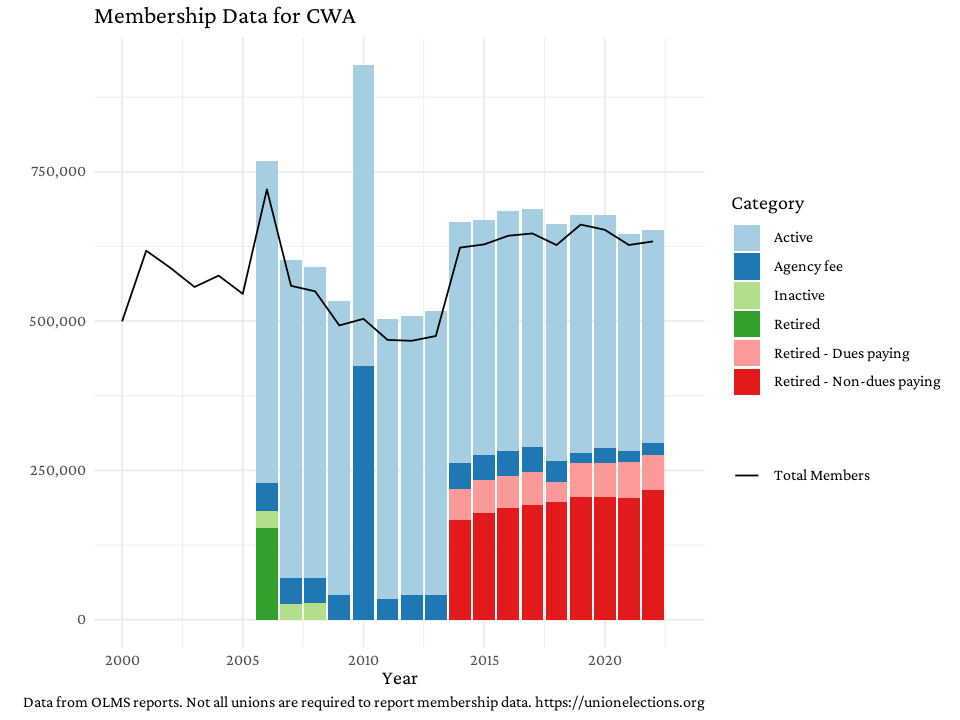 Membership Data for CWA
750,000
500,000
250,000
0
2000
2005
2010
2015
2020
Year
Category
Active
Agency fee
Inactive
Retired
Retired - Dues paying
Retired - Non-dues paying
Total Members
Data from OLMS reports. Not all unions are required to report membership data. https://unionelections.org